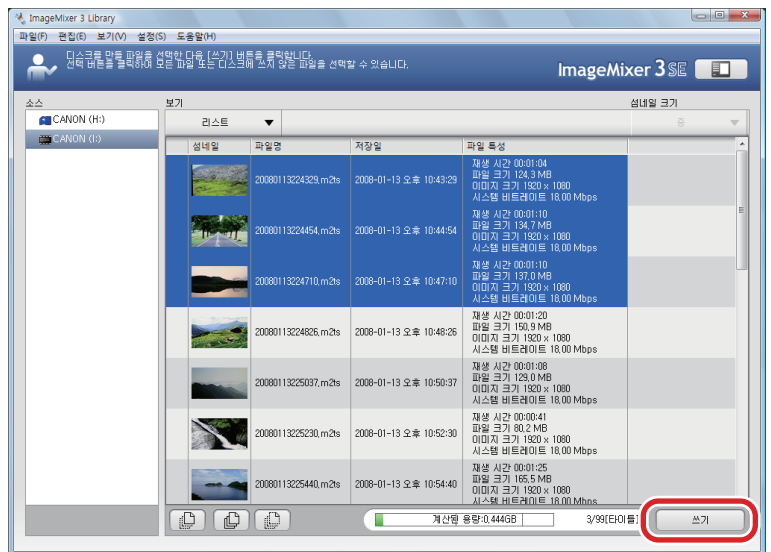 ImageMixer 3 Library
파일(F) 편집(E) 보기(V) 설정(S) 도움말(H)
디스크를 만들 파일을 선택한 다음 [쓰기] 버튼을 클릭합니다.
선택 버튼을 클릭하여 모든 파일 또는 디스크에 쓰지 않은 파일을 선택할 수 있습니다.
ImageMixer 3 SE
소스
보기
섬네일 크기
CANON (H:)
CANON (I:)
리스트
중
섬네일 파일명 저장일 파일 특성
20080113224329.m2ts 2008-01-13 오후 10:43:29
재생 시간 00:01:04
파일 크기 124.3 MB
이미지 크기 1920 x 1080
시스템 비트레이트 18.00 Mbps
20080113224454.m2ts 2008-01-13 오후 10:44:54
재생 시간 00:01:10
파일 크기 134.7 MB
이미지 크기 1920 x 1080
시스템 비트레이트 18.00 Mbps
20080113224710.m2ts 2008-01-13 오후 10:47:10
재생 시간 00:01:10
파일 크기 137.0 MB
이미지 크기 1920 x 1080
시스템 비트레이트 18.00 Mbps
20080113224826.m2ts 2008-01-13 오후 10:48:26
재생 시간 00:01:20
파일 크기 150.9 MB
이미지 크기 1920 x 1080
시스템 비트레이트 18.00 Mbps
20080113225037.m2ts 2008-01-13 오후 10:50:37
재생 시간 00:01:08
파일 크기 129.0 MB
이미지 크기 1920 x 1080
시스템 비트레이트 18.00 Mbps
20080113225230.m2ts 2008-01-13 오후 10:52:30
재생 시간 00:00:41
파일 크기 80.2 MB
이미지 크기 1920 x 1080
시스템 비트레이트 18.00 Mbps
20080113225440.m2ts 2008-01-13 오후 10:54:40
재생 시간 00:01:25
파일 크기 165.5 MB
이미지 크기 1920 x 1080
시스템 비트레이트 18.00 Mbps
계산됨 용량:0.444GB
3/99[타이틀]
쓰기